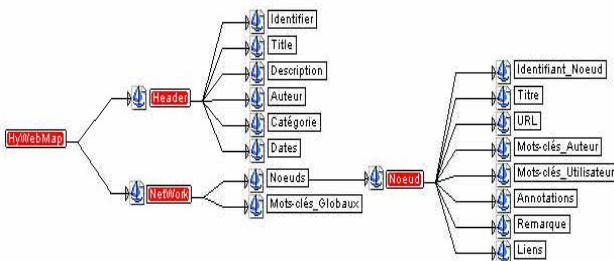 HyWebMap
Header
Identifier
Title
Description
Auteur
Catégorie
Dates
NetWork
Noeuds
Mots-clés_Globaux
Noeud
Identifiant_Noeud
Titre
URL
Mots-clés_Auteur
Mots-clés_Utilisateur
Annotations
Remarque
Liens